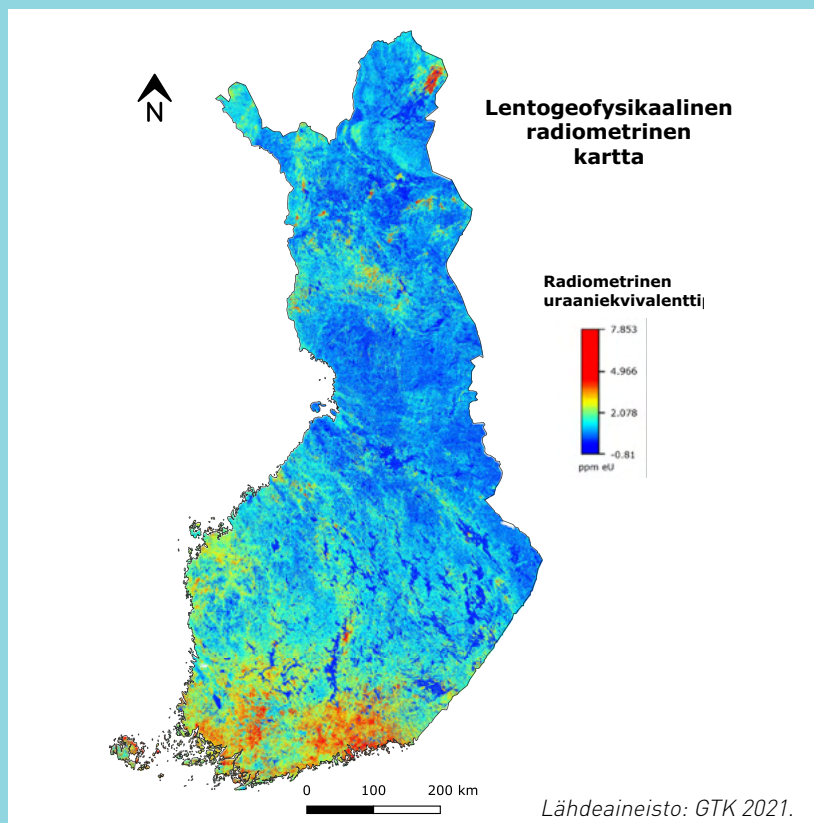 N
Lentogeofysikaalinen
radiometrinen
kartta
Radiometrinen
uraaniekvivalentti
7.853
4.966
2.078
-0.81
ppm eU
0 100 200 km
Lähdeaineisto: GTK 2021.